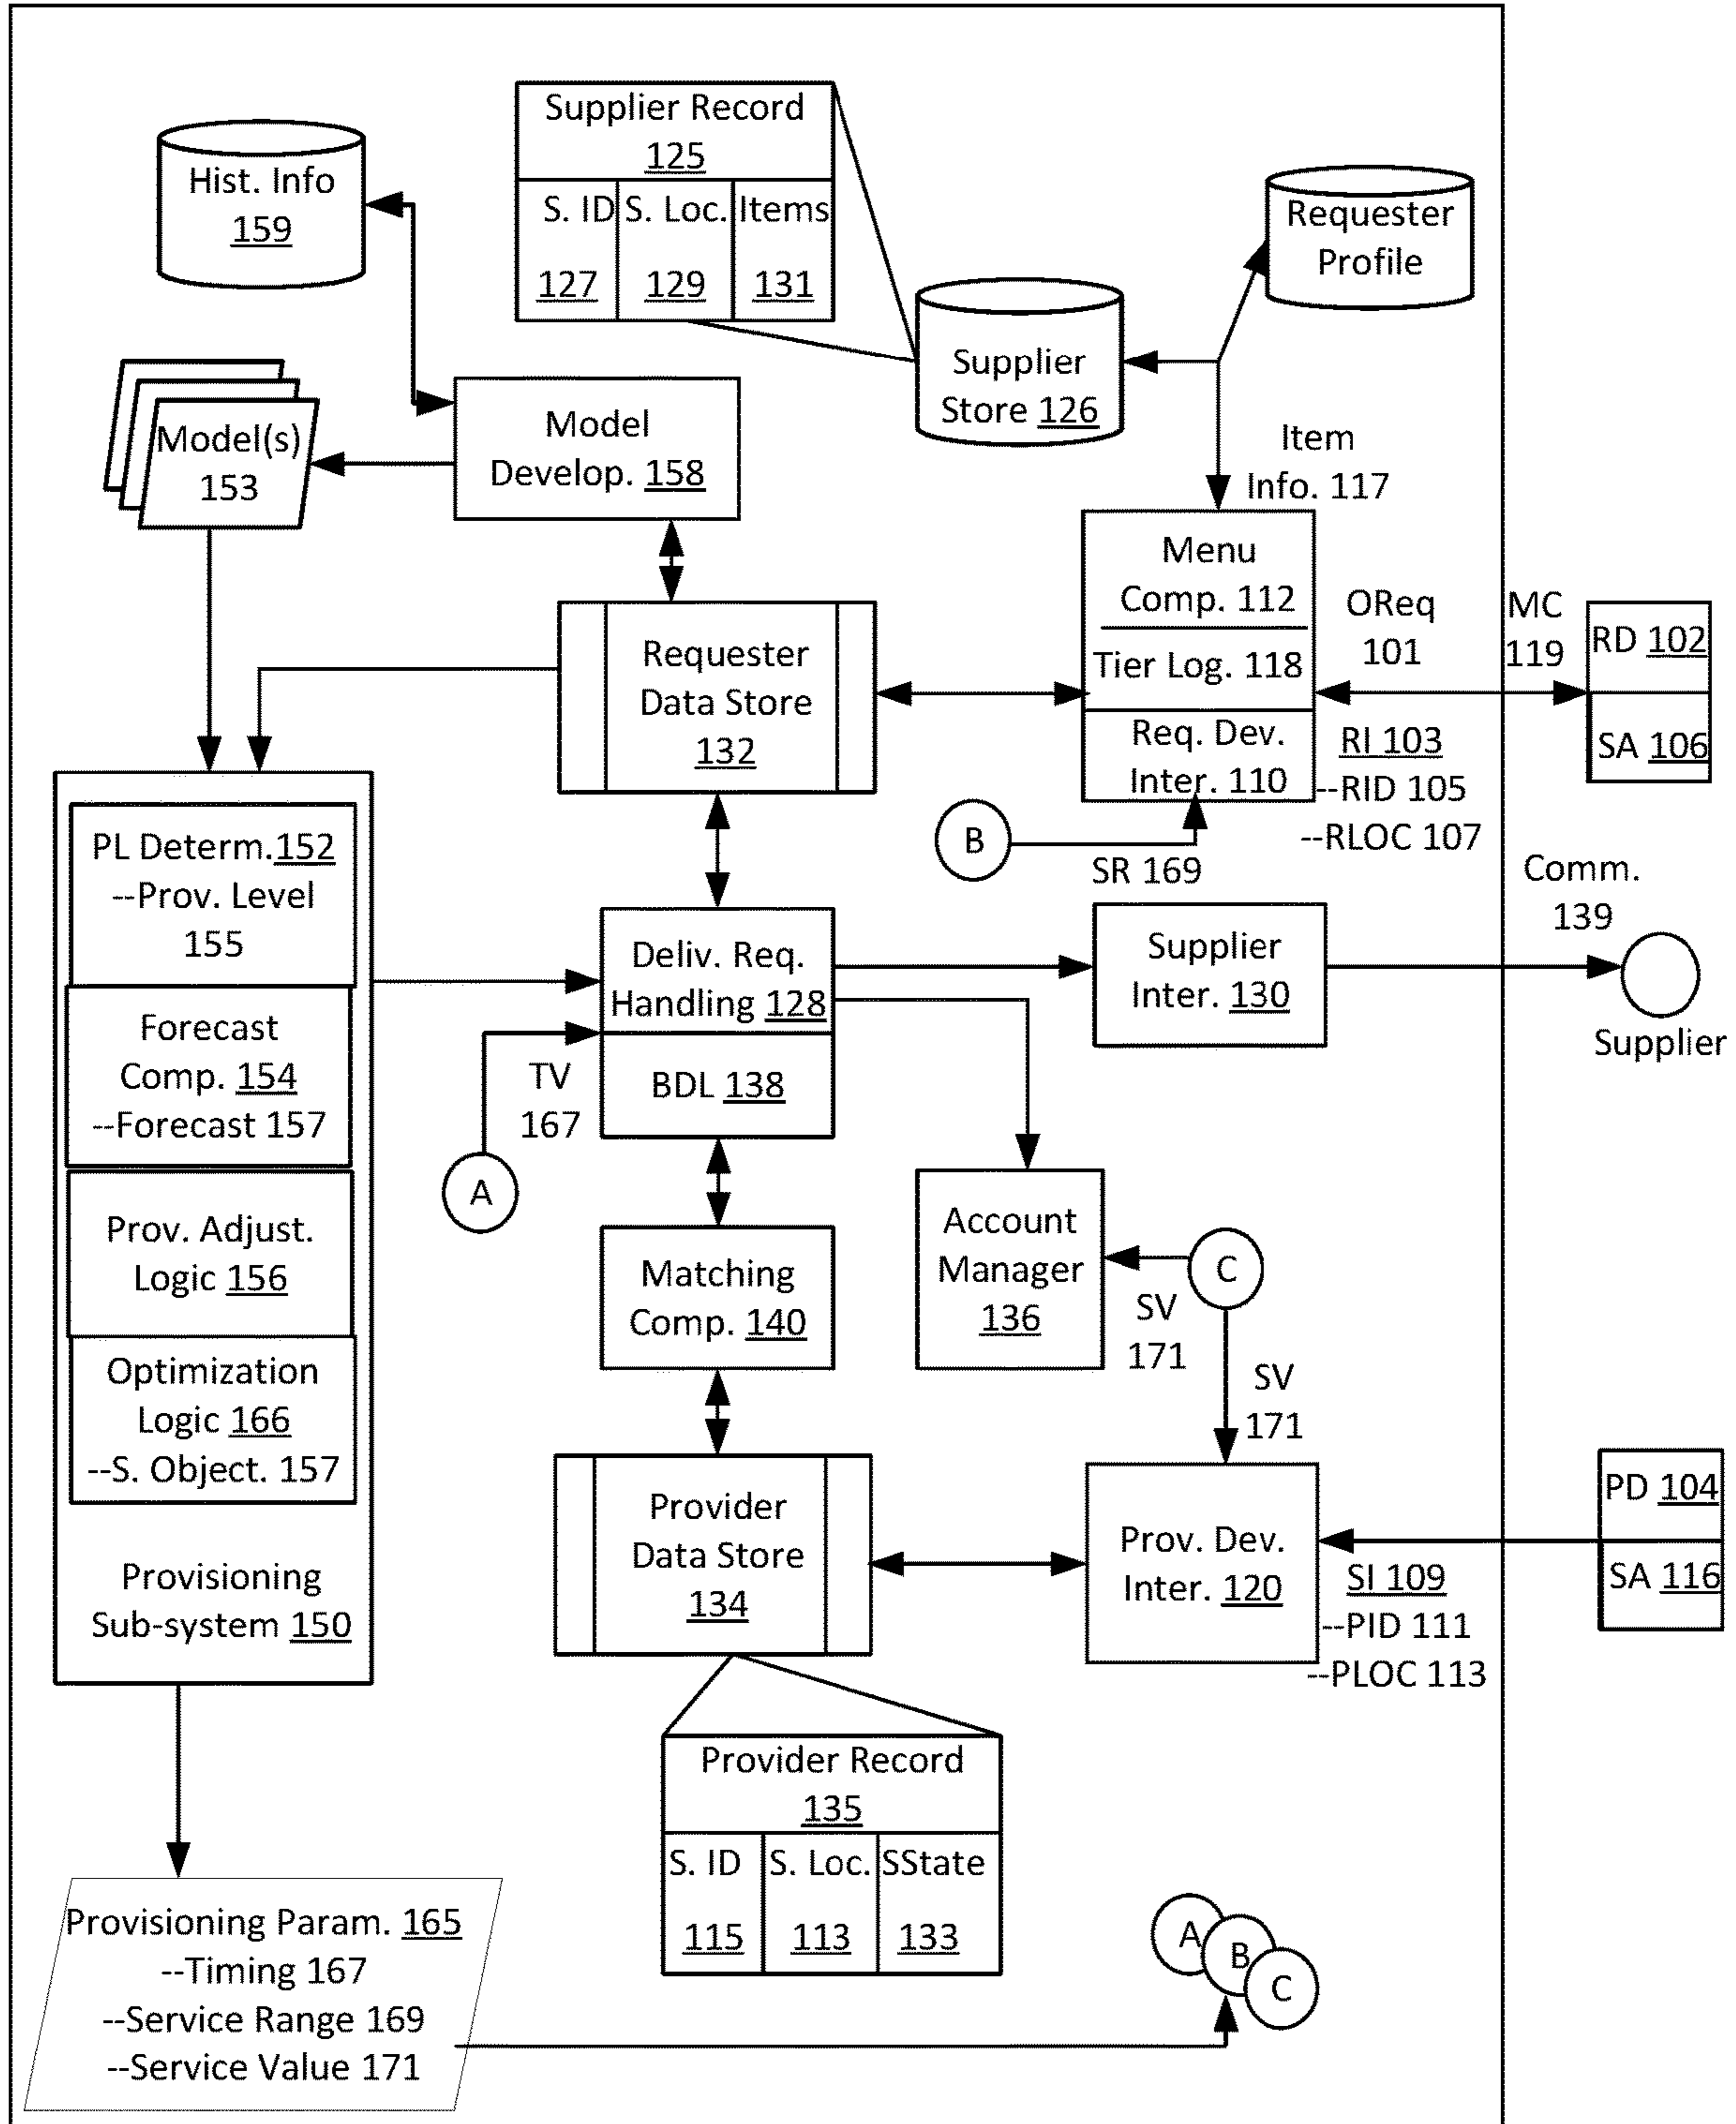 Supplier Record
125
S. ID
127
S. Loc.
129
Items
131
Hist. Info
159
Requester
Profile
Supplier
Store 126
Model(s)
153
Model
Develop. 158
Item
Info. 117
Menu
Comp. 112
Tier Log. 118
Req. Dev.
Inter. 110
OReq
101
MC
119
RD 102
SA 106
RI 103
--RID 105
--RLOC 107
Requester
Data Store
132
B
SR 169
PL Determ.152
--Prov. Level
155
Forecast
Comp. 154
--Forecast 157
Prov. Adjust.
Logic 156
Optimization
Logic 166
--S. Object. 157
Provisioning
Sub-system 150
Deliv. Req.
Handling 128
BDL 138
TV
167
A
Supplier
Inter. 130
Comm.
139
Supplier
Account
Manager
136
C
SV
171
SV
171
Matching
Comp. 140
Provider
Data Store
134
Prov. Dev.
Inter. 120
PD 104
SA 116
SI 109
--PID 111
--PLOC 113
Provider Record
135
S. ID
115
S. Loc.
113
SState
133
Provisioning Param. 165
--Timing 167
--Service Range 169
--Service Value 171
A
B
C